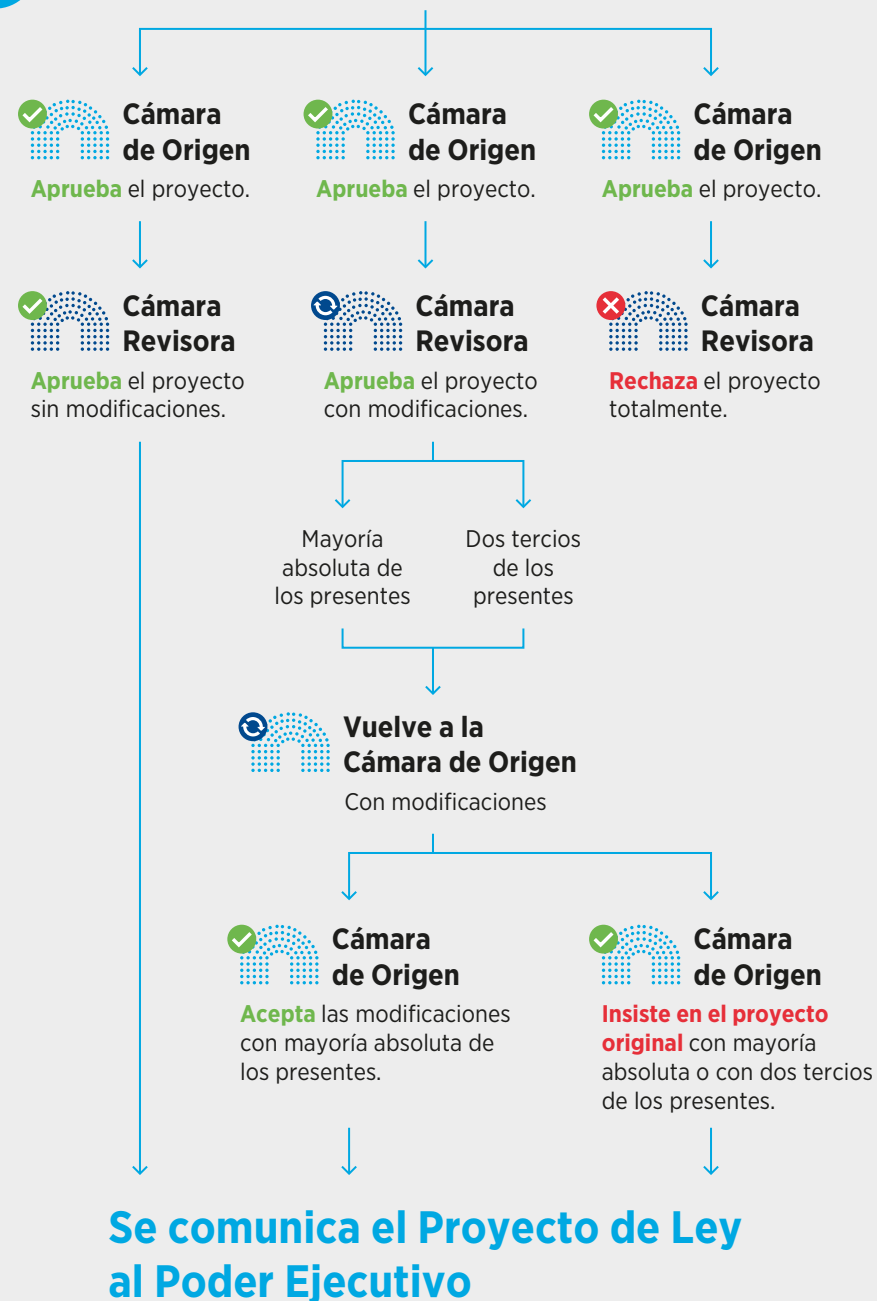 Cámara
de Origen
Aprueba el proyecto.
Cámara
de Origen
Aprueba el proyecto.
Cámara
de Origen
Aprueba el proyecto.
Cámara
Revisora
Aprueba el proyecto
sin modificaciones.
Cámara
Revisora
Aprueba el proyecto
con modificaciones.
Cámara
Revisora
Rechaza el proyecto
totalmente.
Mayoría
absoluta de
los presentes
Dos tercios
de los
presentes
Vuelve a la
Cámara de Origen
Con modificaciones
Cámara
de Origen
Acepta las modificaciones
con mayoría absoluta de
los presentes.
Cámara
de Origen
Insiste en el proyecto
original con mayoría
absoluta o con dos tercios
de los presentes.
Se comunica el Proyecto de Ley
al Poder Ejecutivo